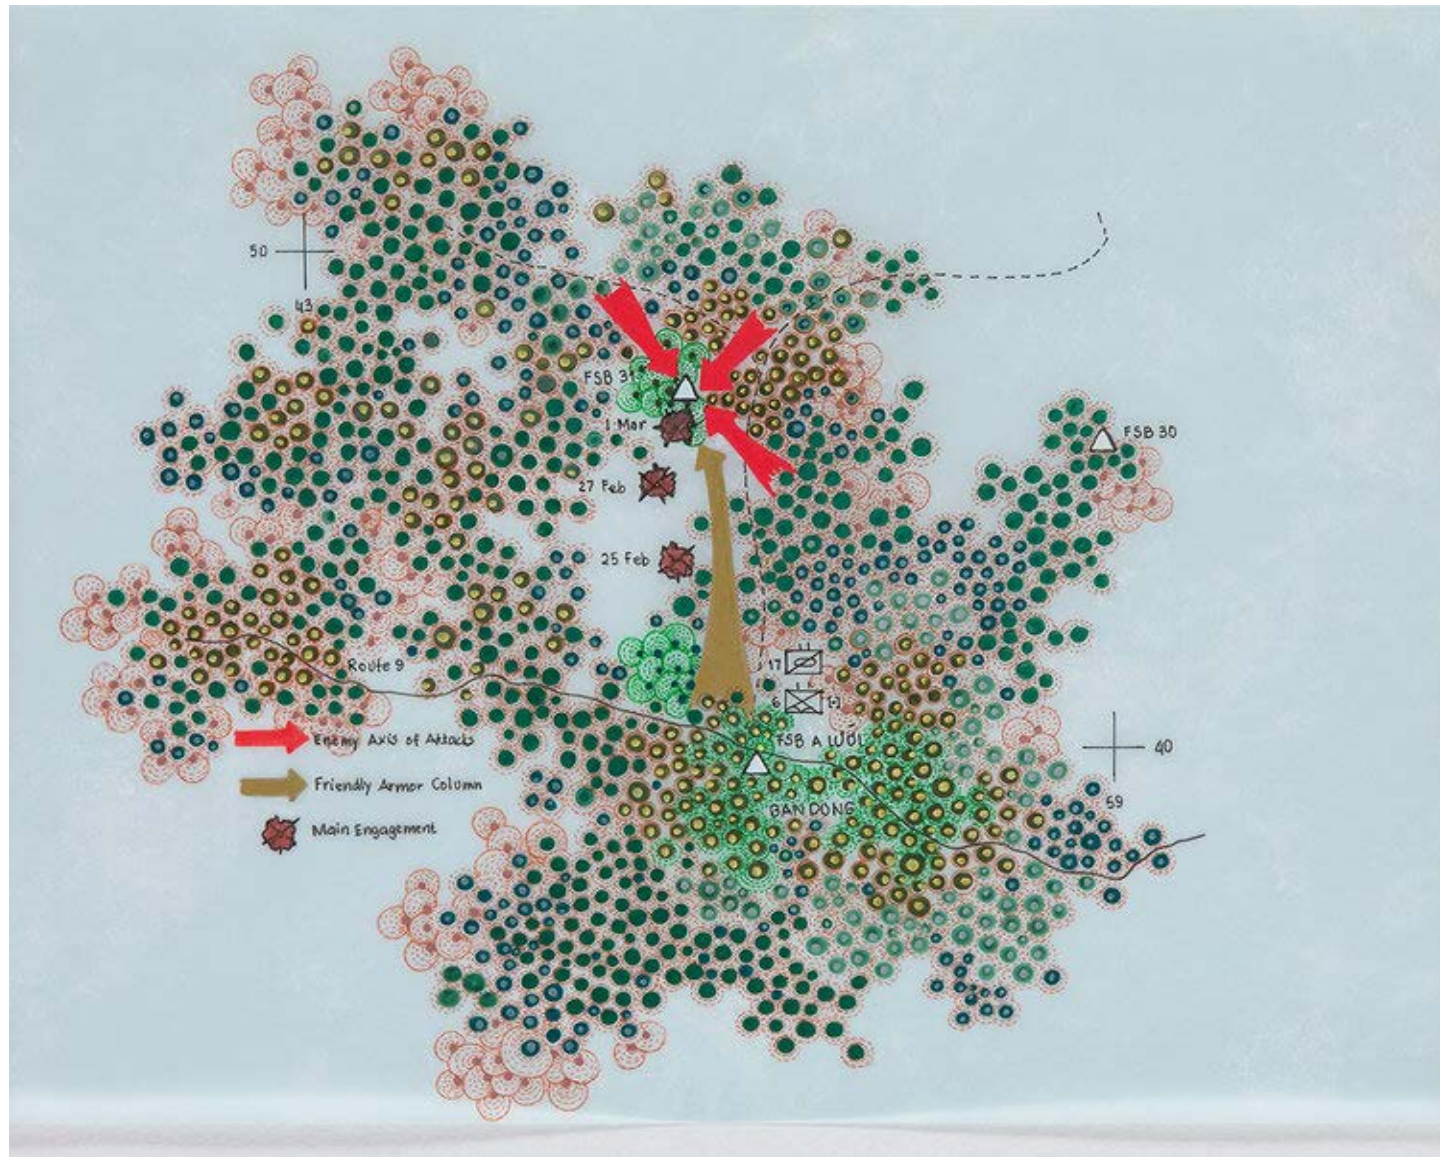 50
43
FSB 31
FSB 30
1 Mar
27 Feb
25 Feb
Route 9
17
6 [-]
Enemy Axis of Attacks
FSB A LUOI
40
Friendly Armor Column
BAN DONG
59
Main Engagement